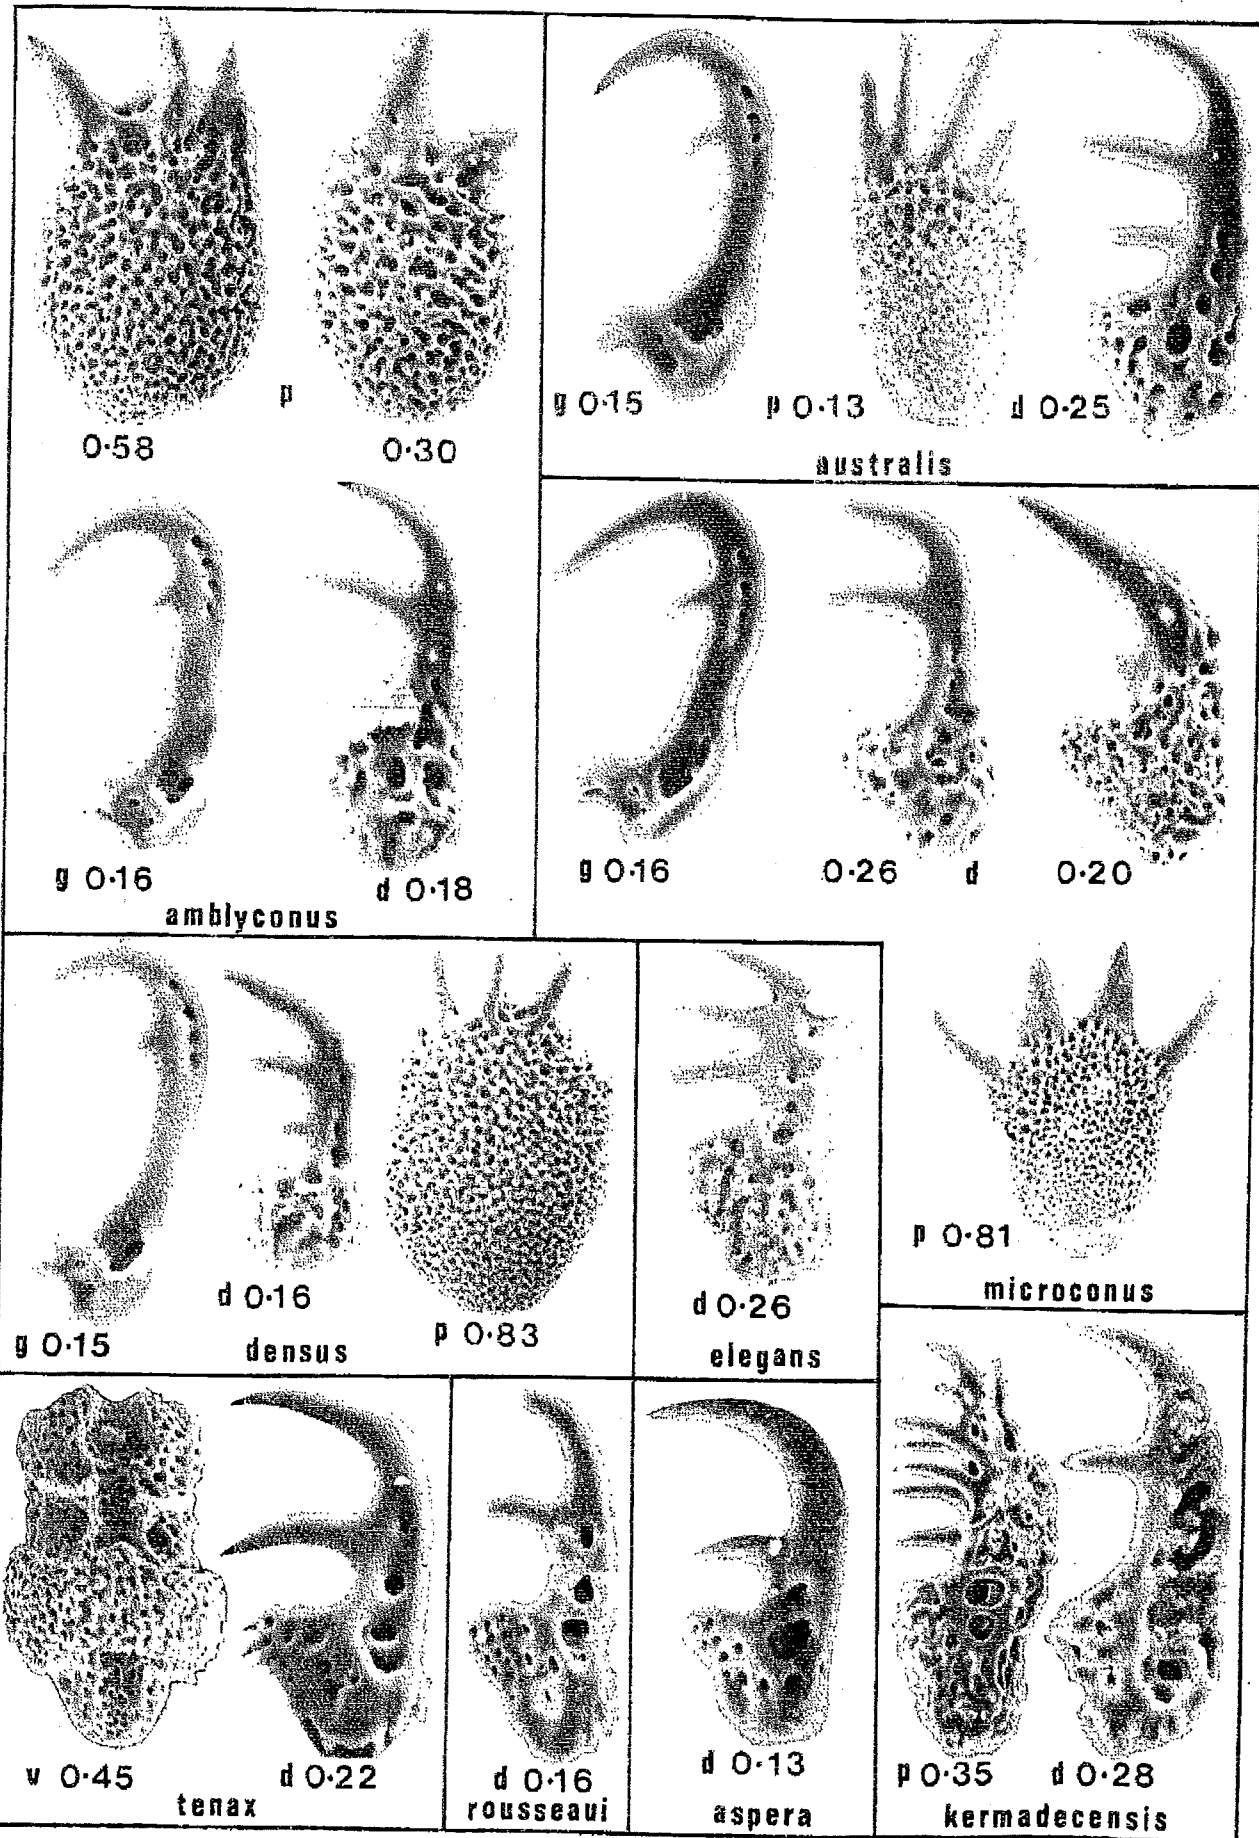 p
0·58 0·30
g 0·16 d 0·18
amblyconus
g 0·15 p 0·13 d 0·25
australis
g 0·16 0·26 d 0·20
p 0·81
microconus
g 0·15 d 0·16 p 0·83
densus
d 0·26
elegans
v 0·45 d 0·22
tenax
d 0·16
rousseaui
d 0·13
aspera
p 0·35 d 0·28
kermadecensis